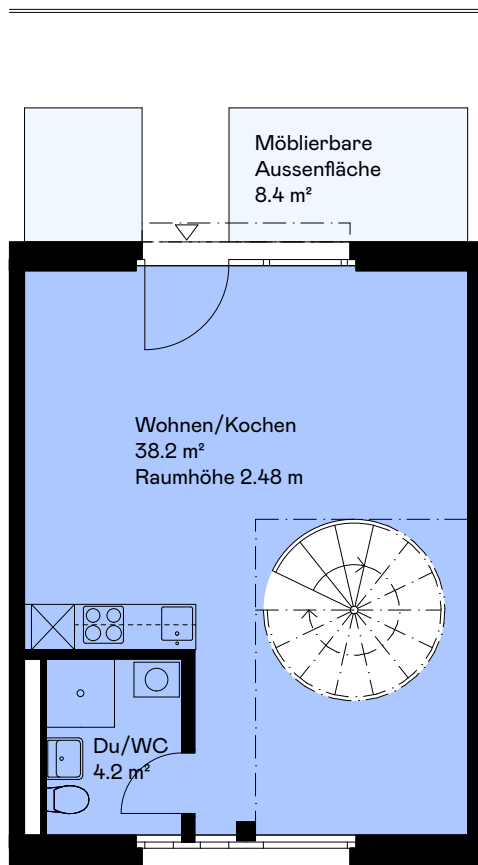 Möblierbare
Aussenfläche
8.4 m²
Wohnen/Kochen
38.2 m²
Raumhöhe 2.48 m
Du/WC
4.2 m²